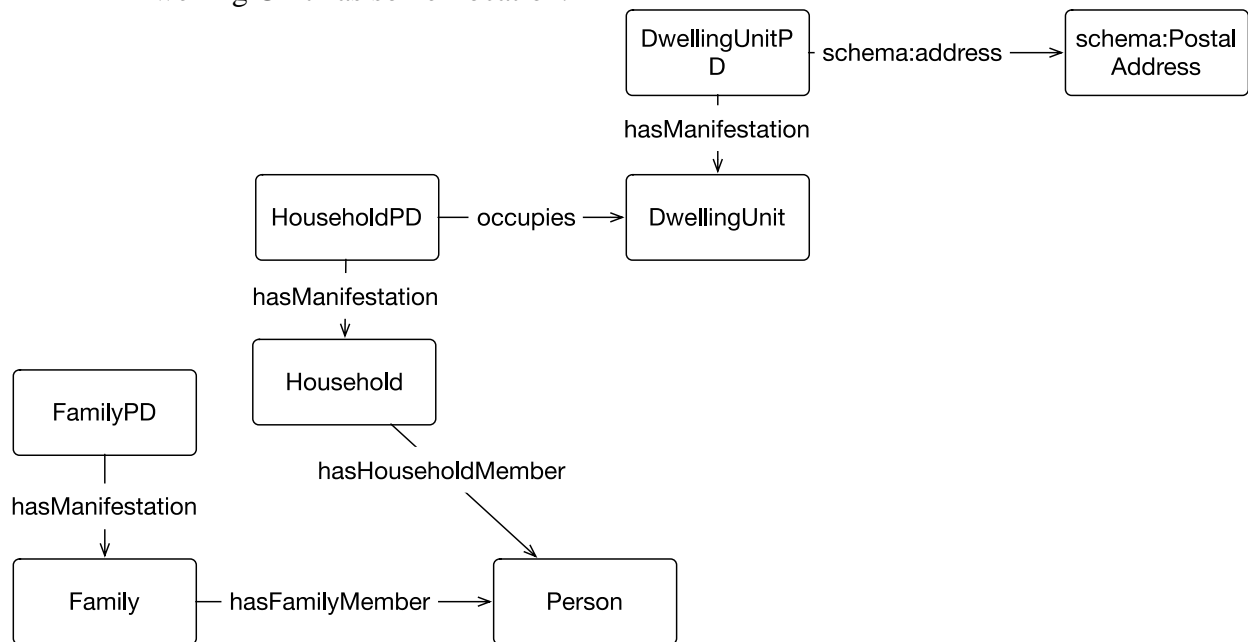 DwellingUnitP
D
schema:address
schema:Postal
Address
hasManifestation
HouseholdPD
occupies
DwellingUnit
hasManifestation
Household
FamilyPD
hasHouseholdMember
hasManifestation
Family
hasFamilyMember
Person